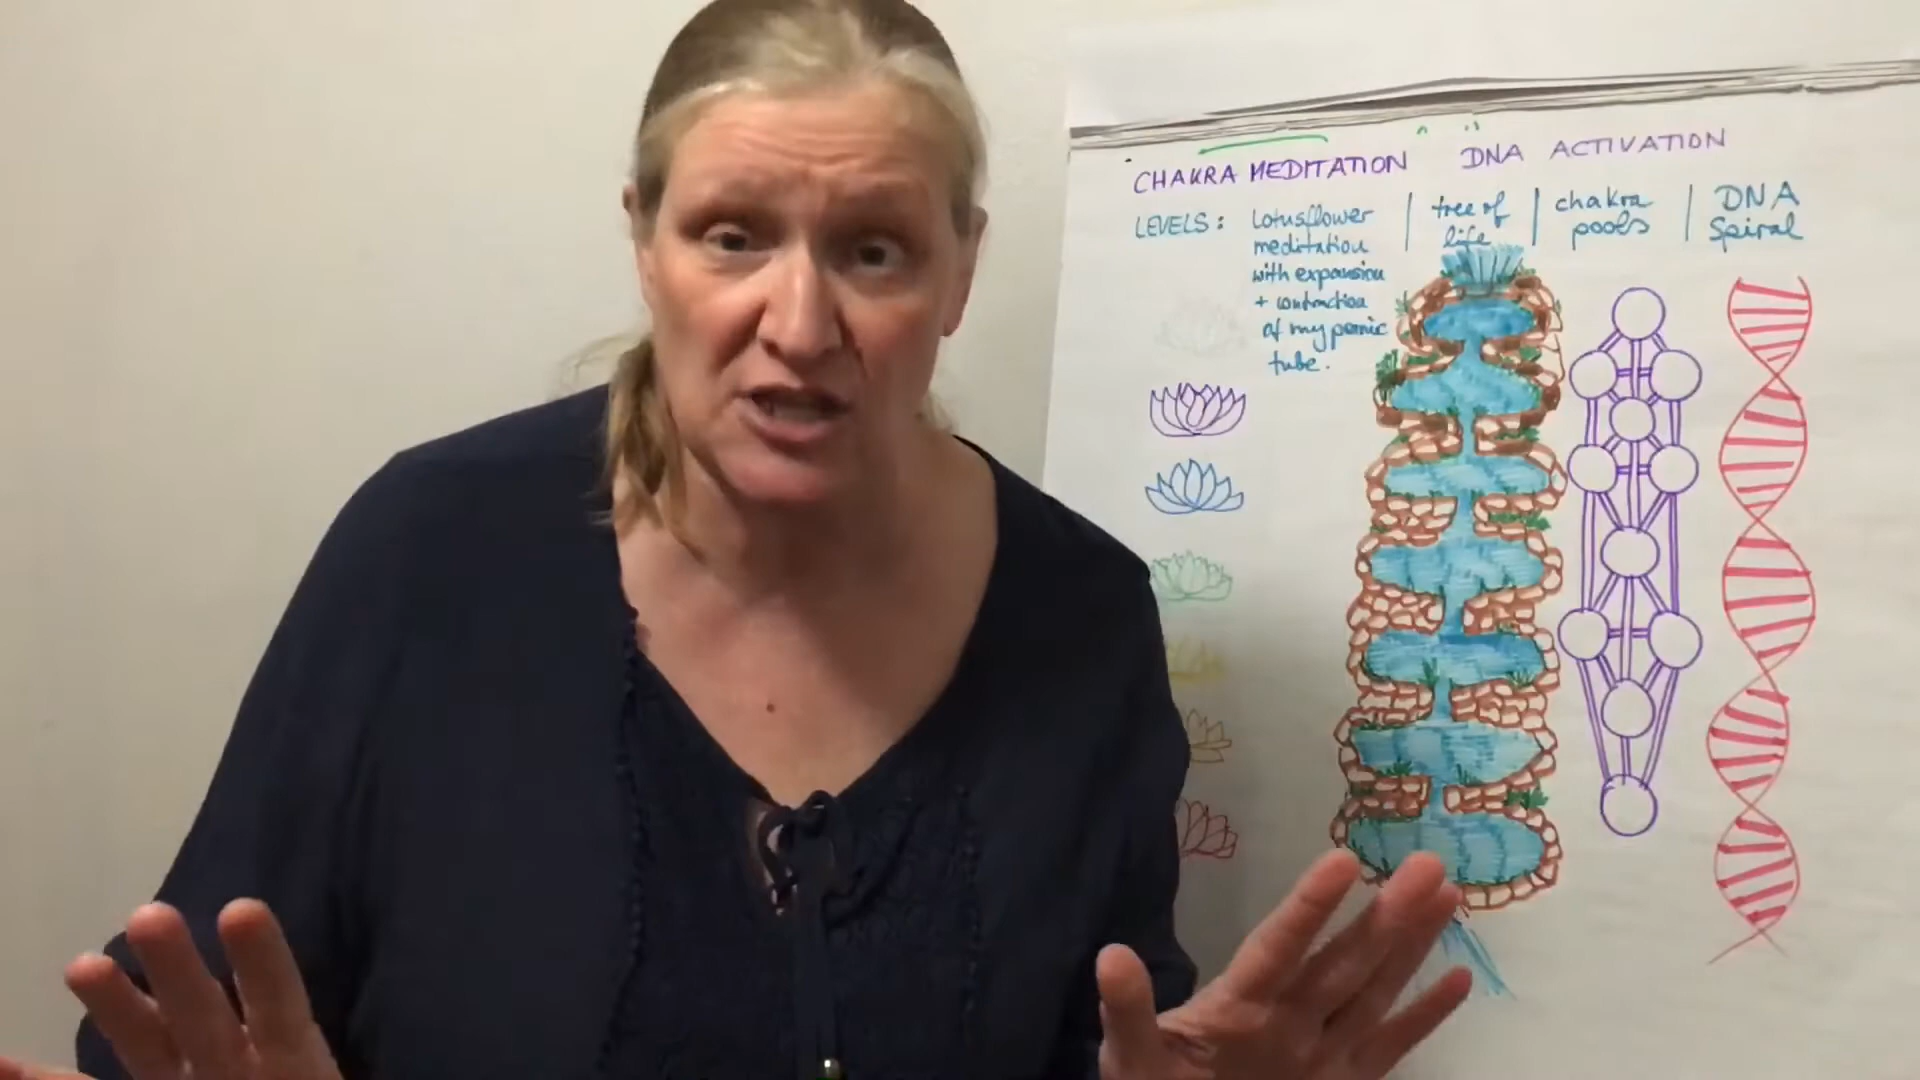 CHAKRA MEDITATION DNA ACTIVATION
LEVELS: Lotusflower | tree of | chakra | DNA
meditation life pools Spiral
with expansion
+ contraction
of my pranic
tube.